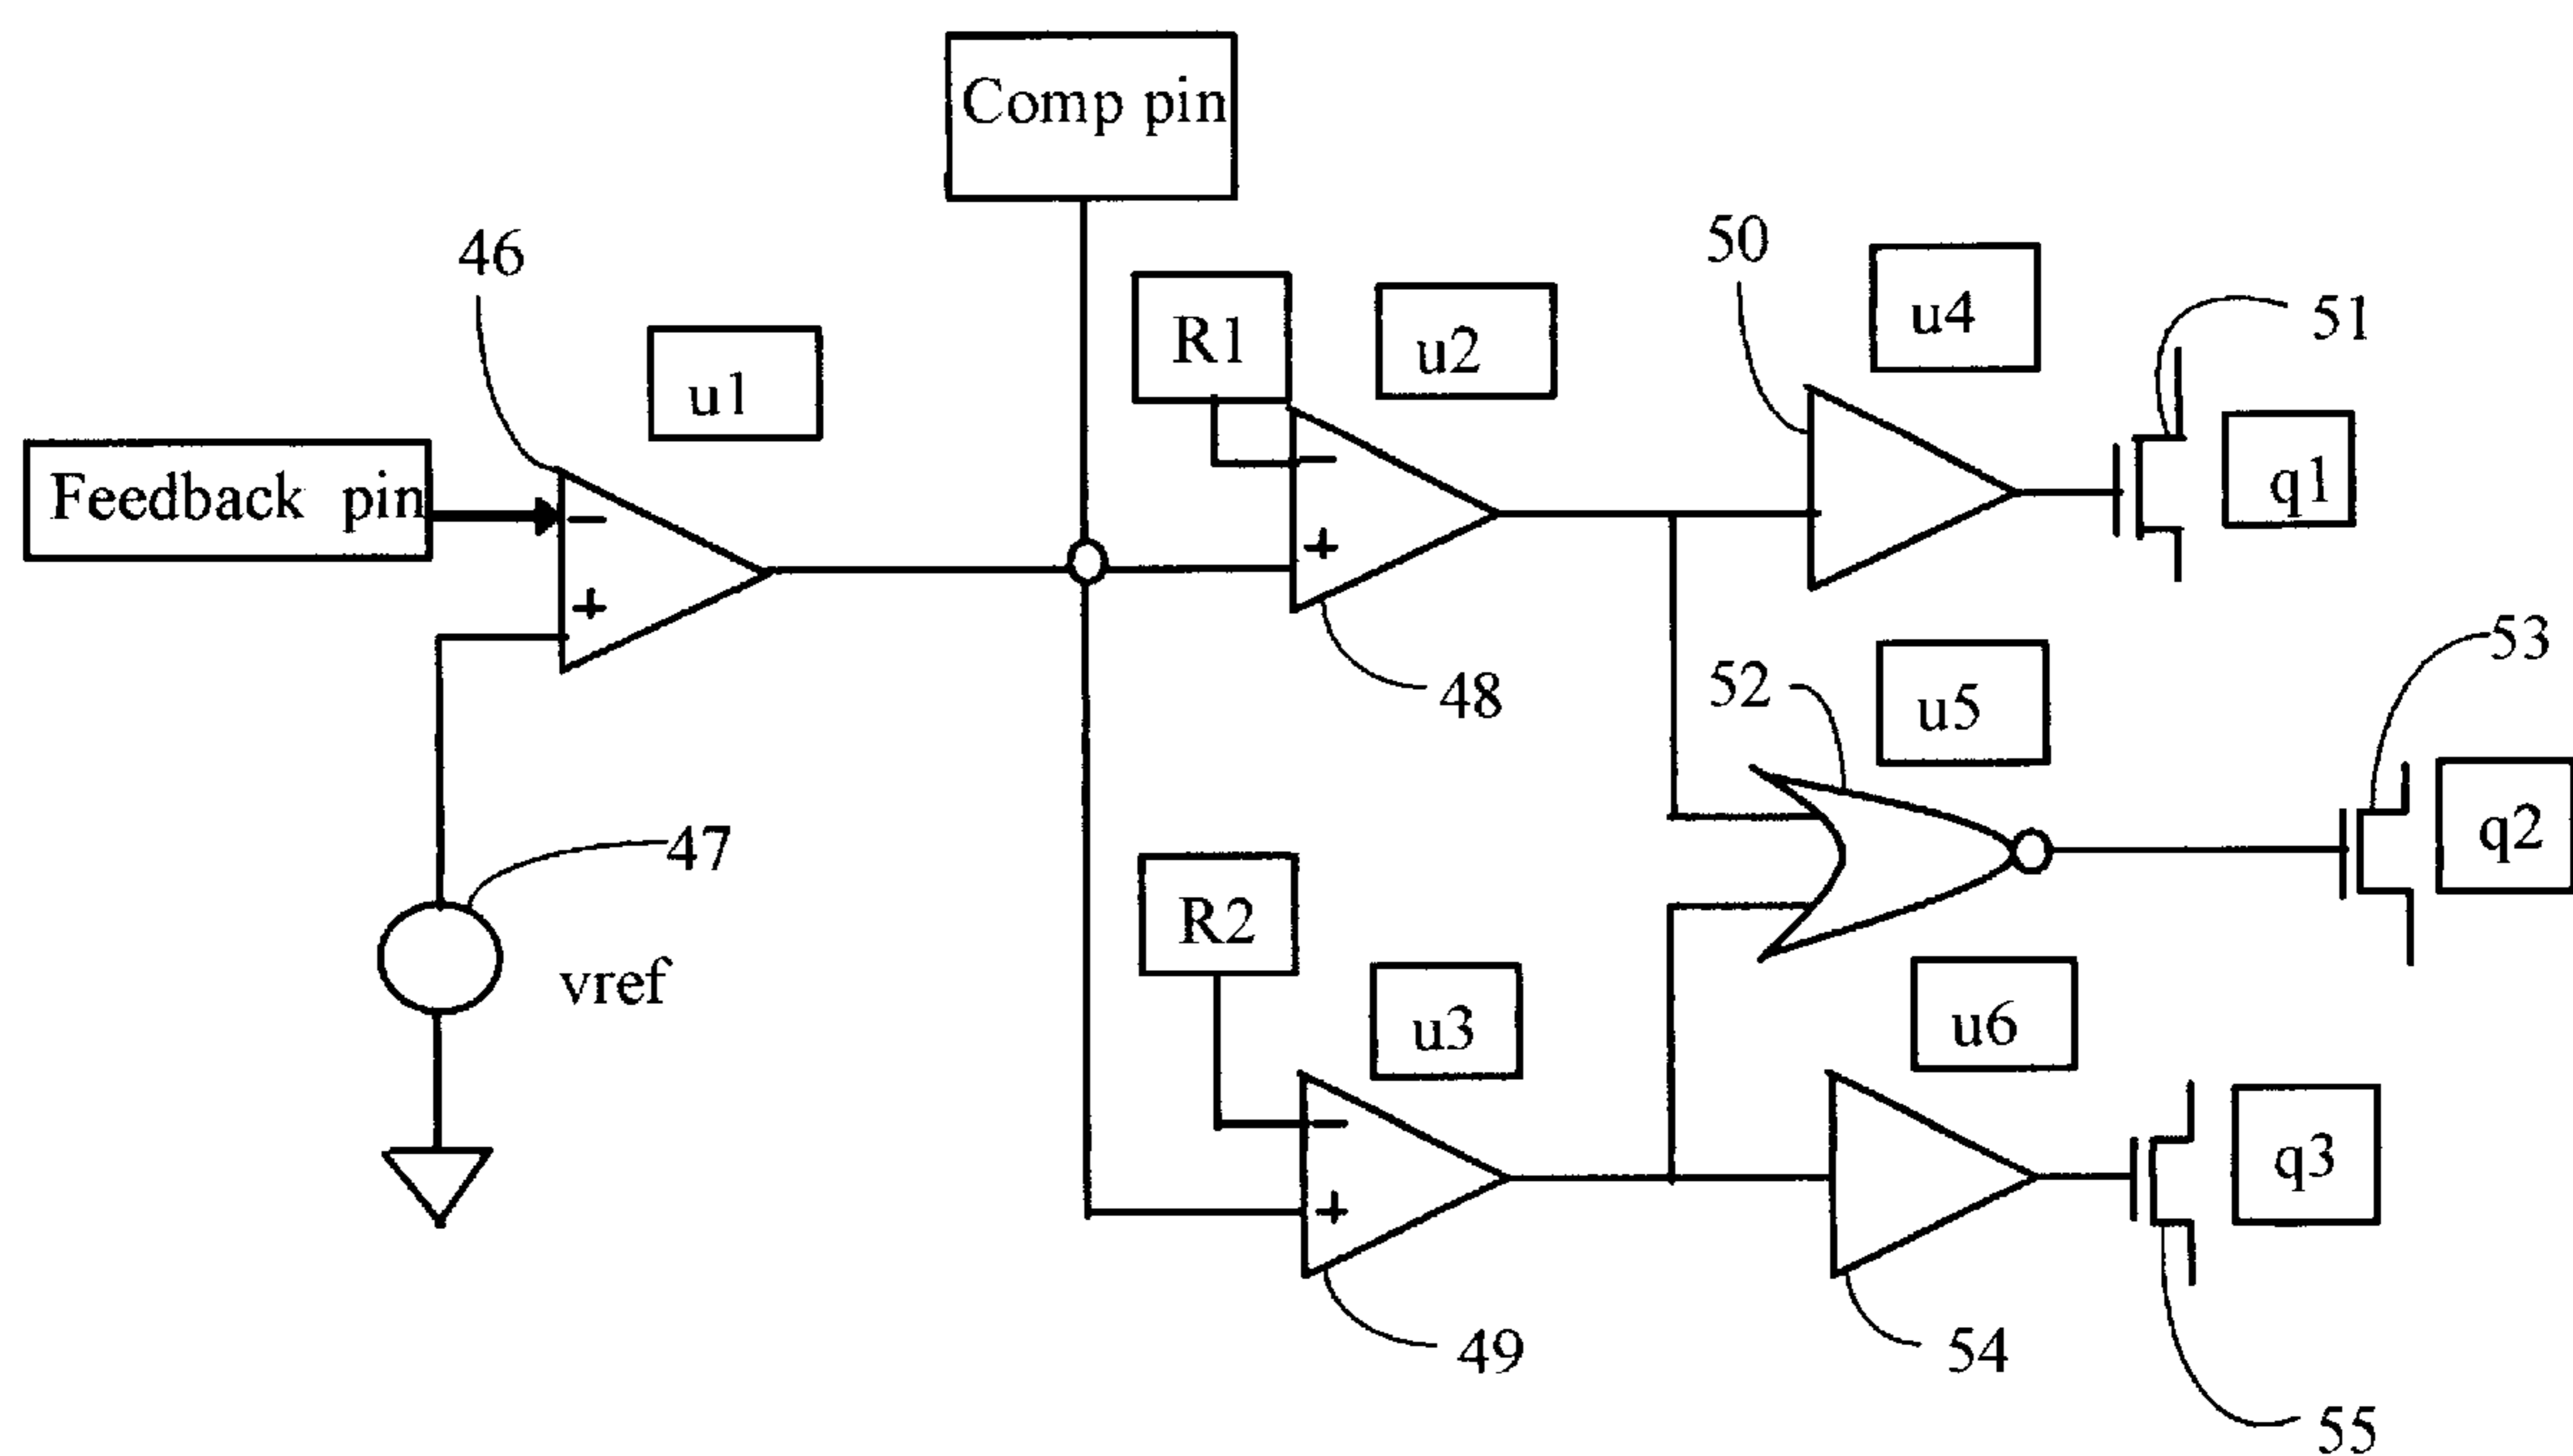 Comp pin
46
50
u4
51
R1
u2
u1
q1
Feedback pin
-
+
-
+
48
52
u5
53
47
q2
R2
vref
u3
u6
q3
-
+
49
54
55